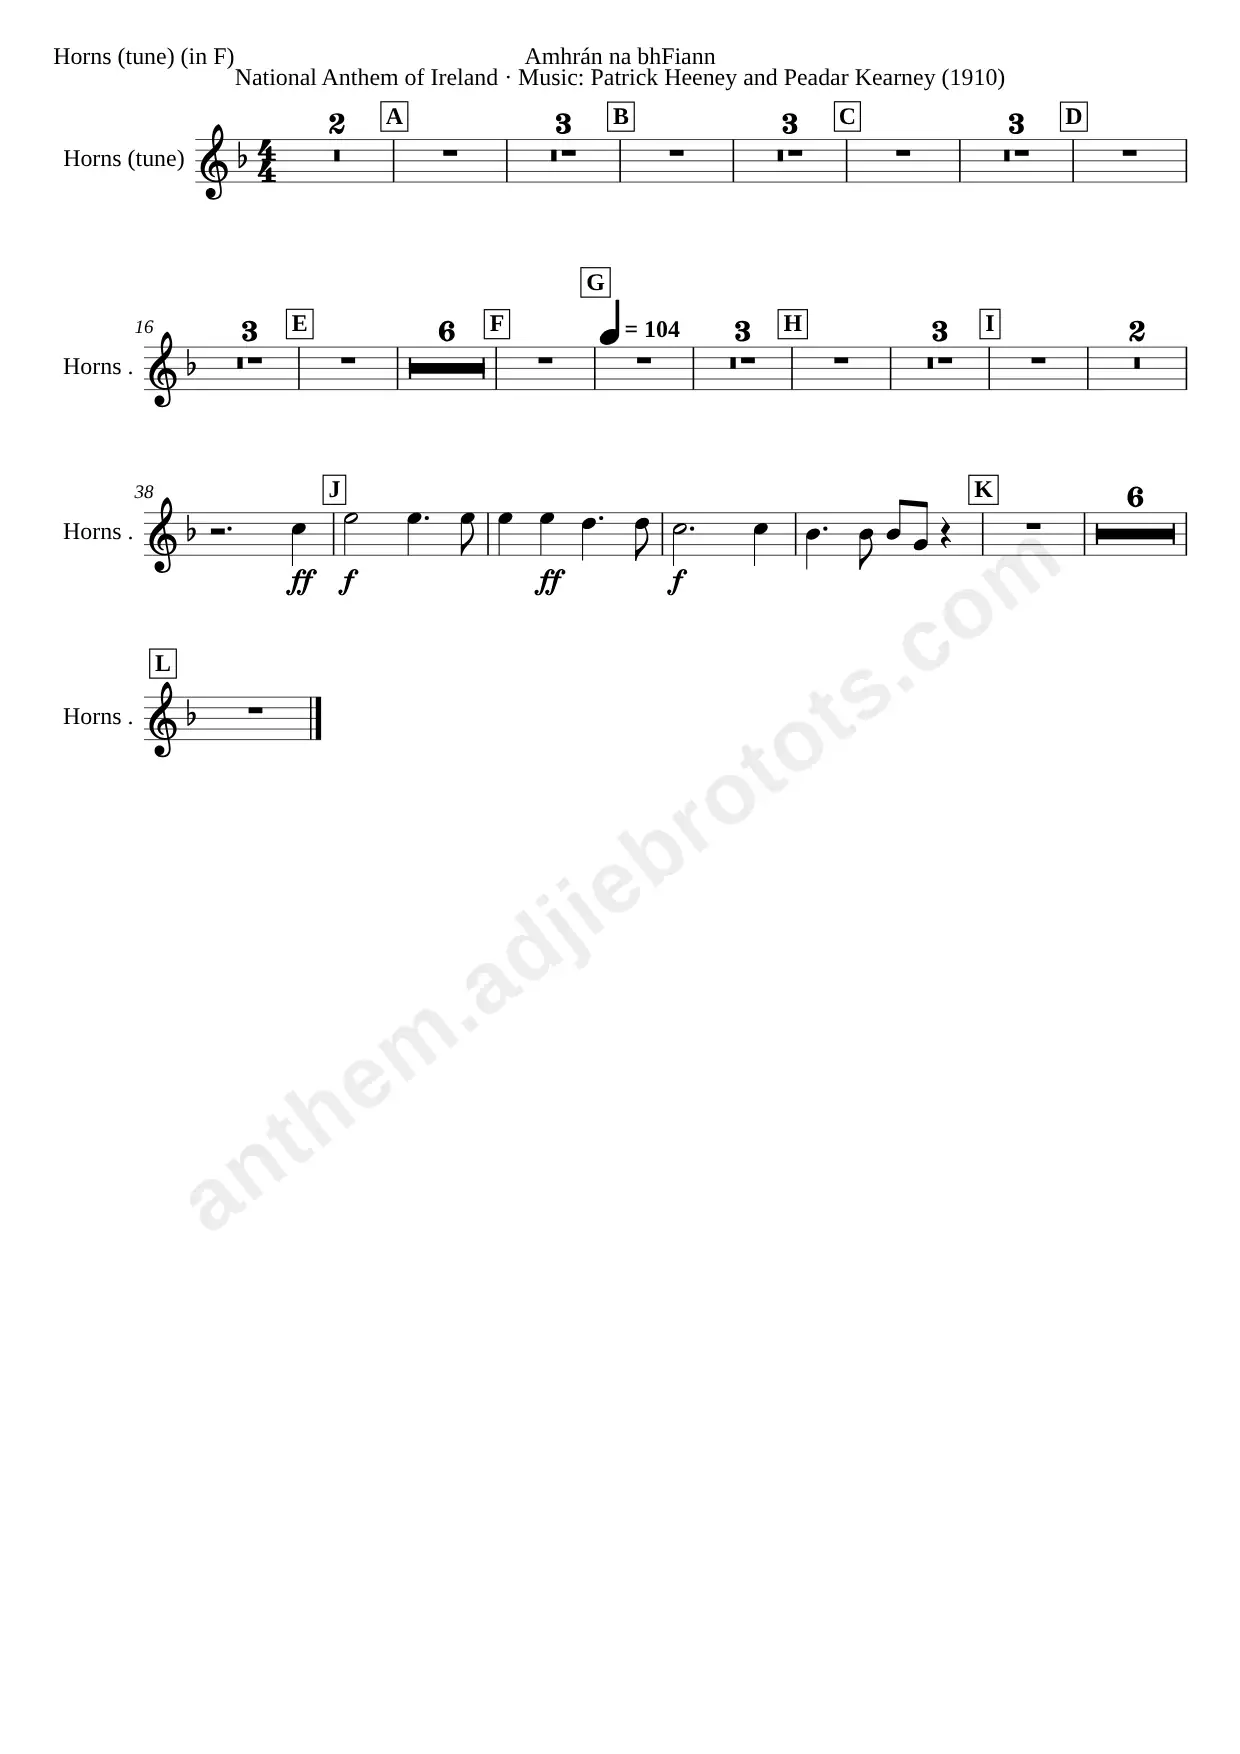 Horns (tune) (in F)
Amhrán na bhFiann
National Anthem of Ireland · Music: Patrick Heeney and Peadar Kearney (1910)
2 A 3 B 3 C 3 D
Horns (tune)
G
16 3 E 6 F = 104 3 H 3 I 2
Horns .
38 J K 6
Horns .
ff f ff f
L
Horns .
anthem.adjiebrotots.com